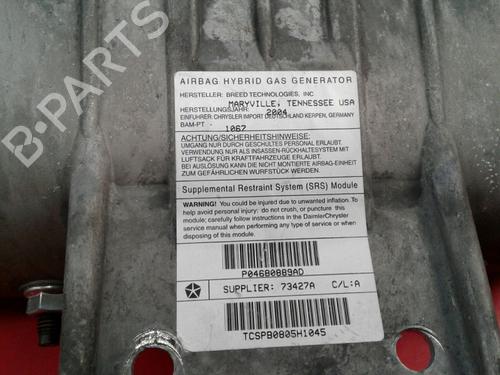 B-PARTS
AIRBAG HYBRID GAS GENERATOR
HERSTELLER: BREED TECHNOLOGIES, INC
MARYVILLE, TENNESSEE USA
HERSTELLUNGSJAHR: 2004
EINFUHRER: CHRYSLER IMPORT DEUTSCHLAND KERPEN, GERMANY
BAM-PT - 1067
ACHTUNG/SICHERHEITSHINWEISE:
UMGANG NUR DURCH GESCHULTES PERSONAL ERLAUBT.
VERWENDUNG NUR ALS INSASSEN-RÜCKHALTESYSTEM MIT
LUFTSACK FÜR KRAFTFAHRZEUGE ERLAUBT.
BEI AUSLÖSUNG KANN DIE NICHT MONTIERTE AIRBAG-EINHEIT
ZUM GEFÄHRLICHEN WURFSTÜCK WERDEN.
Supplemental Restraint System (SRS) Module
WARNING! You could be injured due to unwanted inflation. To
help avoid personal injury: do not crush, or puncture this
module; carefully follow instructions in the DaimlerChrysler
service manual when performing any type of service or when
disposing of this module.
P04680889AD
SUPPLIER: 73427A C/L:A
TCSPB0805H1045